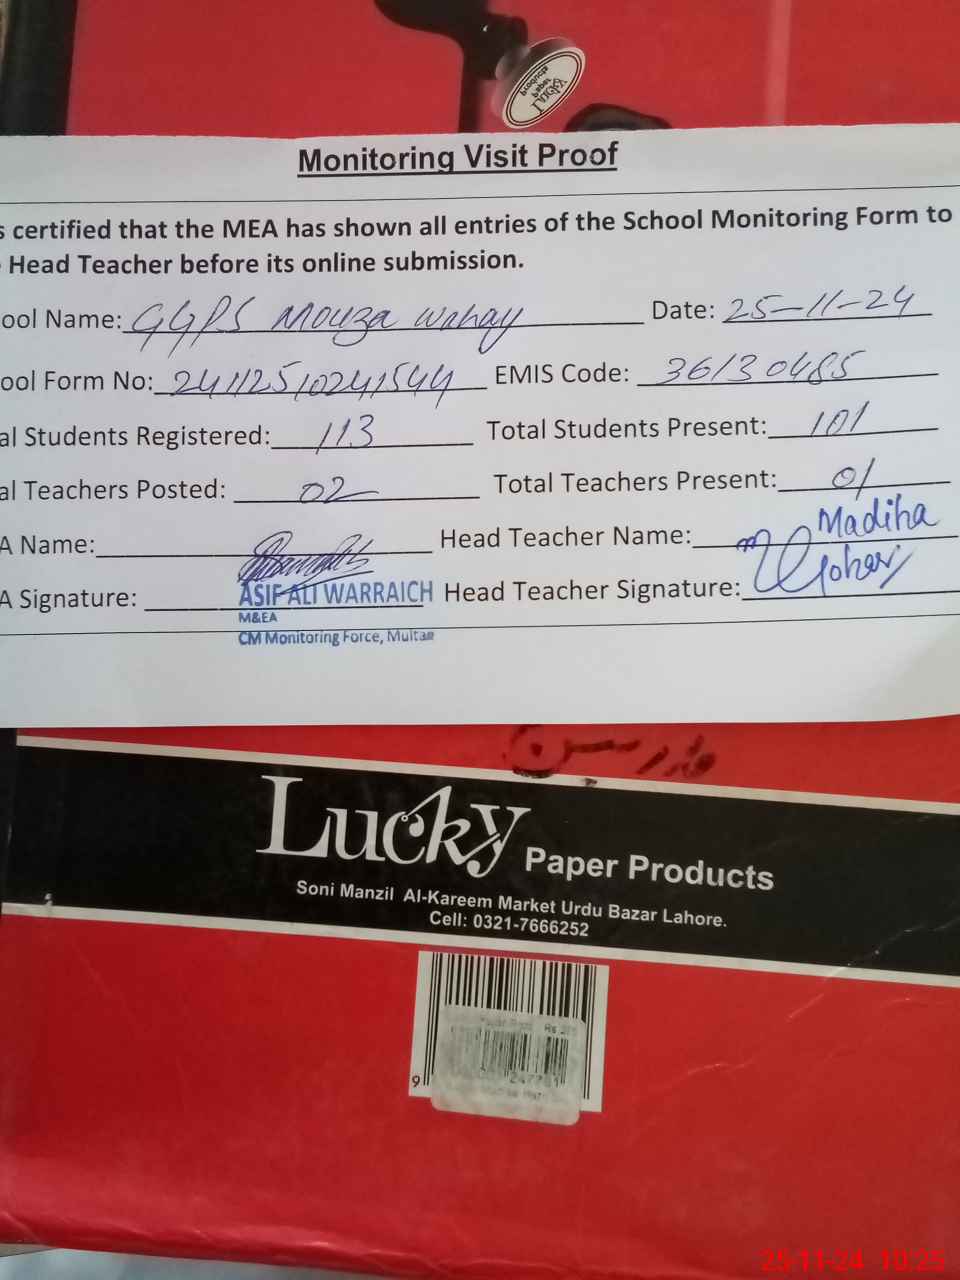 Monitoring Visit Proof
s certified that the MEA has shown all entries of the School Monitoring Form to
Head Teacher before its online submission.
ool Name: GGPS Mouza Wahay Date: 25-11-24
ool Form No: 24112510241544 EMIS Code: 36130485
al Students Registered: 113 Total Students Present: 101
al Teachers Posted: 02 Total Teachers Present: 01
A Name: Head Teacher Name: Madiha
A Signature: Head Teacher Signature: Gohar
ASIF ALI WARRAICH
M&EA
CM Monitoring Force, Multan
Lucky Paper Products
Soni Manzil Al-Kareem Market Urdu Bazar Lahore.
Cell: 0321-7666252
9
25-11-24 10:25